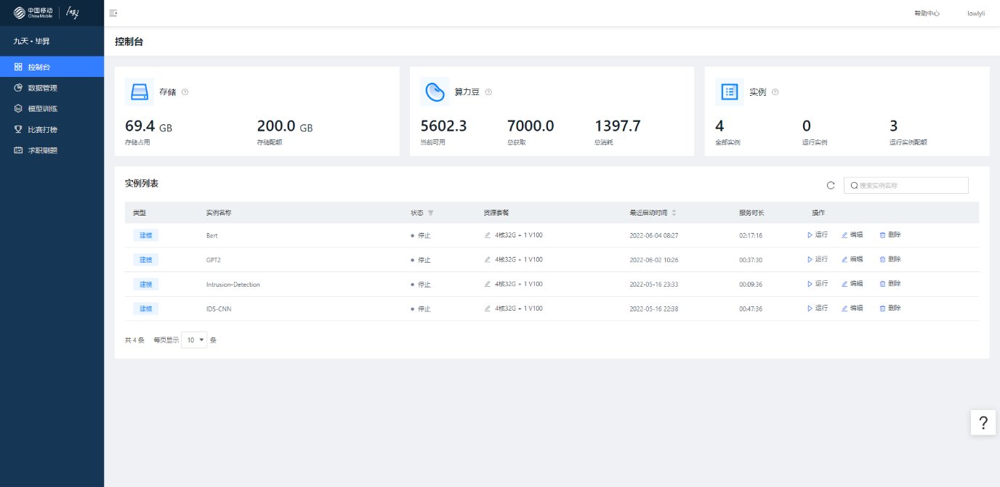 中国移动
China Mobile
帮助中心
lowlyli
九天 - 毕昇
控制台
数据管理
模型训练
比赛打榜
求职刷题
控制台
存储
69.4 GB
200.0 GB
存储占用
存储配额
算力豆
5602.3
7000.0
1397.7
当前可用
总获取
总消耗
实例
4
0
3
全部实例
运行实例
运行实例配额
实例列表
搜索实例名称
类型 实例名称 状态 资源套餐 最近启动时间 服务时长 操作
建模 Bert 停止 4核32G + 1 V100 2022-06-04 08:27 02:17:16 运行 编辑 删除
建模 GPT2 停止 4核32G + 1 V100 2022-06-02 10:26 00:37:30 运行 编辑 删除
建模 Intrusion-Detection 停止 4核32G + 1 V100 2022-05-16 23:33 00:09:36 运行 编辑 删除
建模 IDS-CNN 停止 4核32G + 1 V100 2022-05-16 22:38 00:47:36 运行 编辑 删除
共 4 条 每页显示 10 条
?